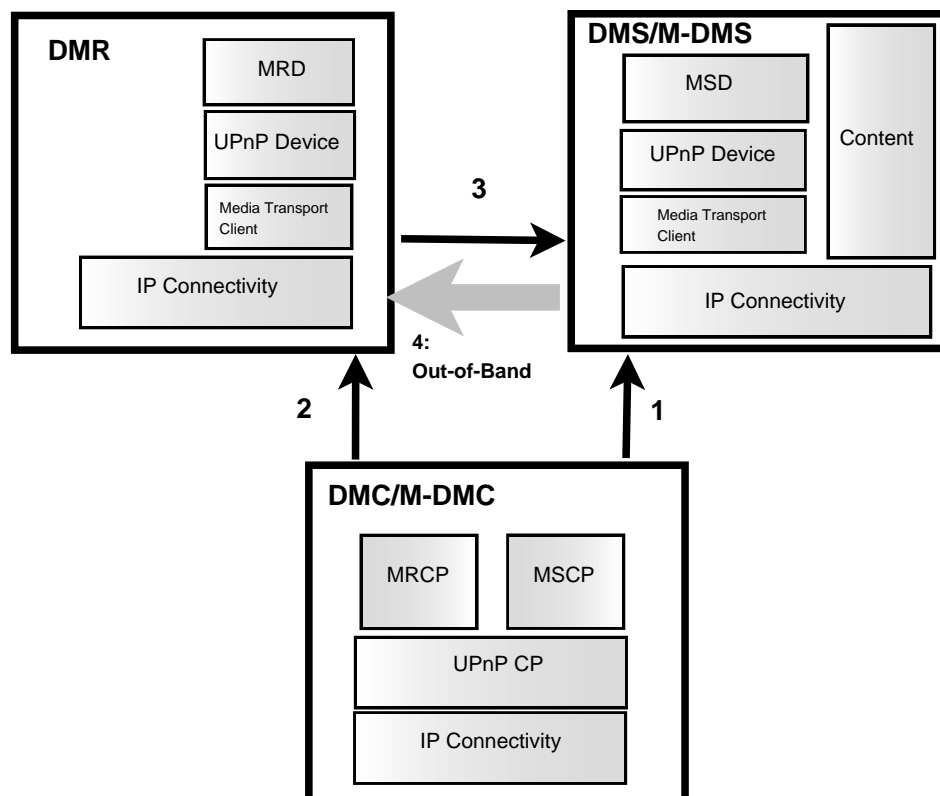 DMR
MRD
UPnP Device
Media Transport
Client
IP Connectivity
DMS/M-DMS
MSD
UPnP Device
Media Transport
Client
Content
IP Connectivity
3
4:
Out-of-Band
2
1
DMC/M-DMC
MRCP
MSCP
UPnP CP
IP Connectivity